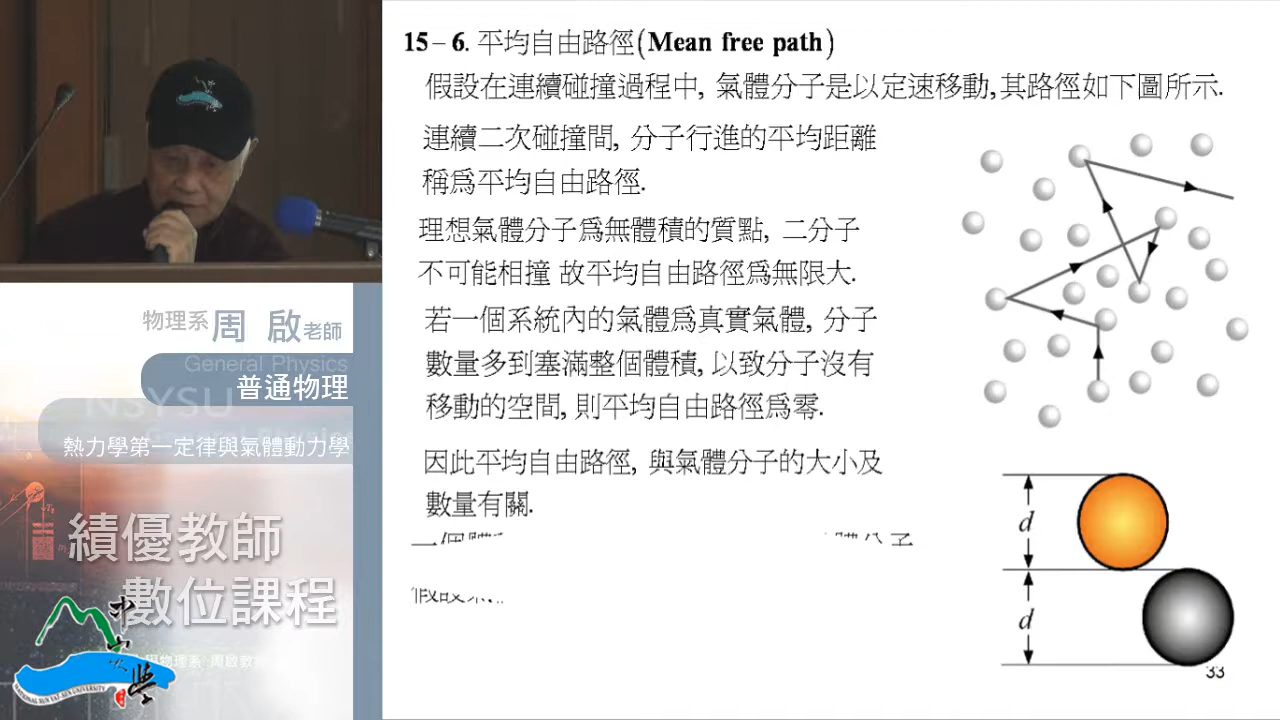 15-6. 平均自由路徑(Mean free path)
假設在連續碰撞過程中, 氣體分子是以定速移動,其路徑如下圖所示.
連續二次碰撞間, 分子行進的平均距離
稱爲平均自由路徑.
理想氣體分子爲無體積的質點, 二分子
不可能相撞 故平均自由路徑爲無限大.
若一個系統內的氣體爲真實氣體, 分子
數量多到塞滿整個體積, 以致分子沒有
移動的空間, 則平均自由路徑爲零.
因此平均自由路徑, 與氣體分子的大小及
數量有關.
d
d
33
物理系 周 啟 老師
General Physics
普通物理
NSYSU
熱力學第一定律與氣體動力學
績優教師
數位課程